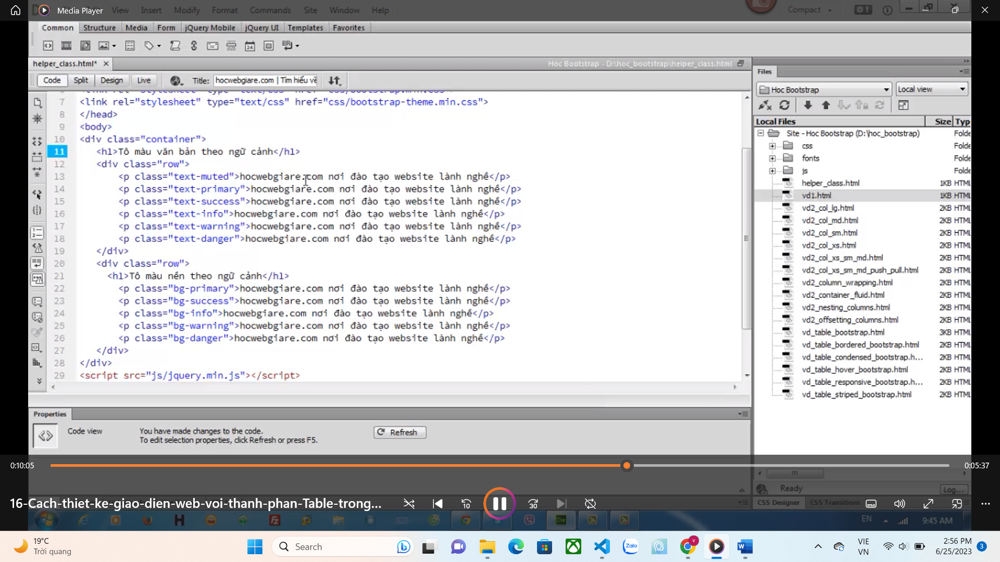 Media Player
View Insert Modify Format Commands Site Window Help
Compact
Common Structure Media Form jQuery Mobile jQuery UI Templates Favorites
helper_class.html*
Hoc Bootstrap - D:\hoc_bootstrap\helper_class.html
Code Split Design Live Title: hocwebgiare.com | Tìm hiểu về
7 <link rel="stylesheet" type="text/css" href="css/bootstrap-theme.min.css">
8 </head>
9 <body>
10 <div class="container">
11 <h1>Tô màu văn bản theo ngữ cảnh</h1>
12 <div class="row">
13 <p class="text-muted">hocwebgiare.com nơi đào tạo website lành nghề</p>
14 <p class="text-primary">hocwebgiare.com nơi đào tạo website lành nghề</p>
15 <p class="text-success">hocwebgiare.com nơi đào tạo website lành nghề</p>
16 <p class="text-info">hocwebgiare.com nơi đào tạo website lành nghề</p>
17 <p class="text-warning">hocwebgiare.com nơi đào tạo website lành nghề</p>
18 <p class="text-danger">hocwebgiare.com nơi đào tạo website lành nghề</p>
19 </div>
20 <div class="row">
21 <h1>Tô màu nền theo ngữ cảnh</h1>
22 <p class="bg-primary">hocwebgiare.com nơi đào tạo website lành nghề</p>
23 <p class="bg-success">hocwebgiare.com nơi đào tạo website lành nghề</p>
24 <p class="bg-info">hocwebgiare.com nơi đào tạo website lành nghề</p>
25 <p class="bg-warning">hocwebgiare.com nơi đào tạo website lành nghề</p>
26 <p class="bg-danger">hocwebgiare.com nơi đào tạo website lành nghề</p>
27 </div>
28 </div>
29 <script src="js/jquery.min.js"></script>
Files
Hoc Bootstrap Local view
Local Files Size Typ
Site - Hoc Bootstrap (D:\hoc_bootstrap) Folde
css Folde
fonts Folde
js Folde
helper_class.html 1KB HTML
vd1.html 1KB HTML
vd2_col_lg.html 2KB HTML
vd2_col_md.html 2KB HTML
vd2_col_sm.html 2KB HTML
vd2_col_xs.html 2KB HTML
vd2_col_xs_sm_md.html 2KB HTML
vd2_col_xs_sm_md_push_pull.html 2KB HTML
vd2_column_wrapping.html 2KB HTML
vd2_container_fluid.html 2KB HTML
vd2_nesting_columns.html 2KB HTML
vd2_offsetting_columns.html 2KB HTML
vd_table_bootstrap.html 3KB HTML
vd_table_bordered_bootstrap.html 2KB HTML
vd_table_condensed_bootstrap.h... 2KB HTML
vd_table_hover_bootstrap.html 2KB HTML
vd_table_responsive_bootstrap.h... 2KB HTML
vd_table_striped_bootstrap.html 2KB HTML
Properties
Code view
You have made changes to the code.
To edit selection properties, click Refresh or press F5.
Refresh
0:10:05
0:05:37
Ready
Log...
16-Cach-thiet-ke-giao-dien-web-voi-thanh-phan-Table-trong...
10
30
CSS Designer CSS Transitions
EN
9:45 AM
19°C
Trời quang
Search
Zalo
VIE
VN
2:56 PM
6/25/2023
3